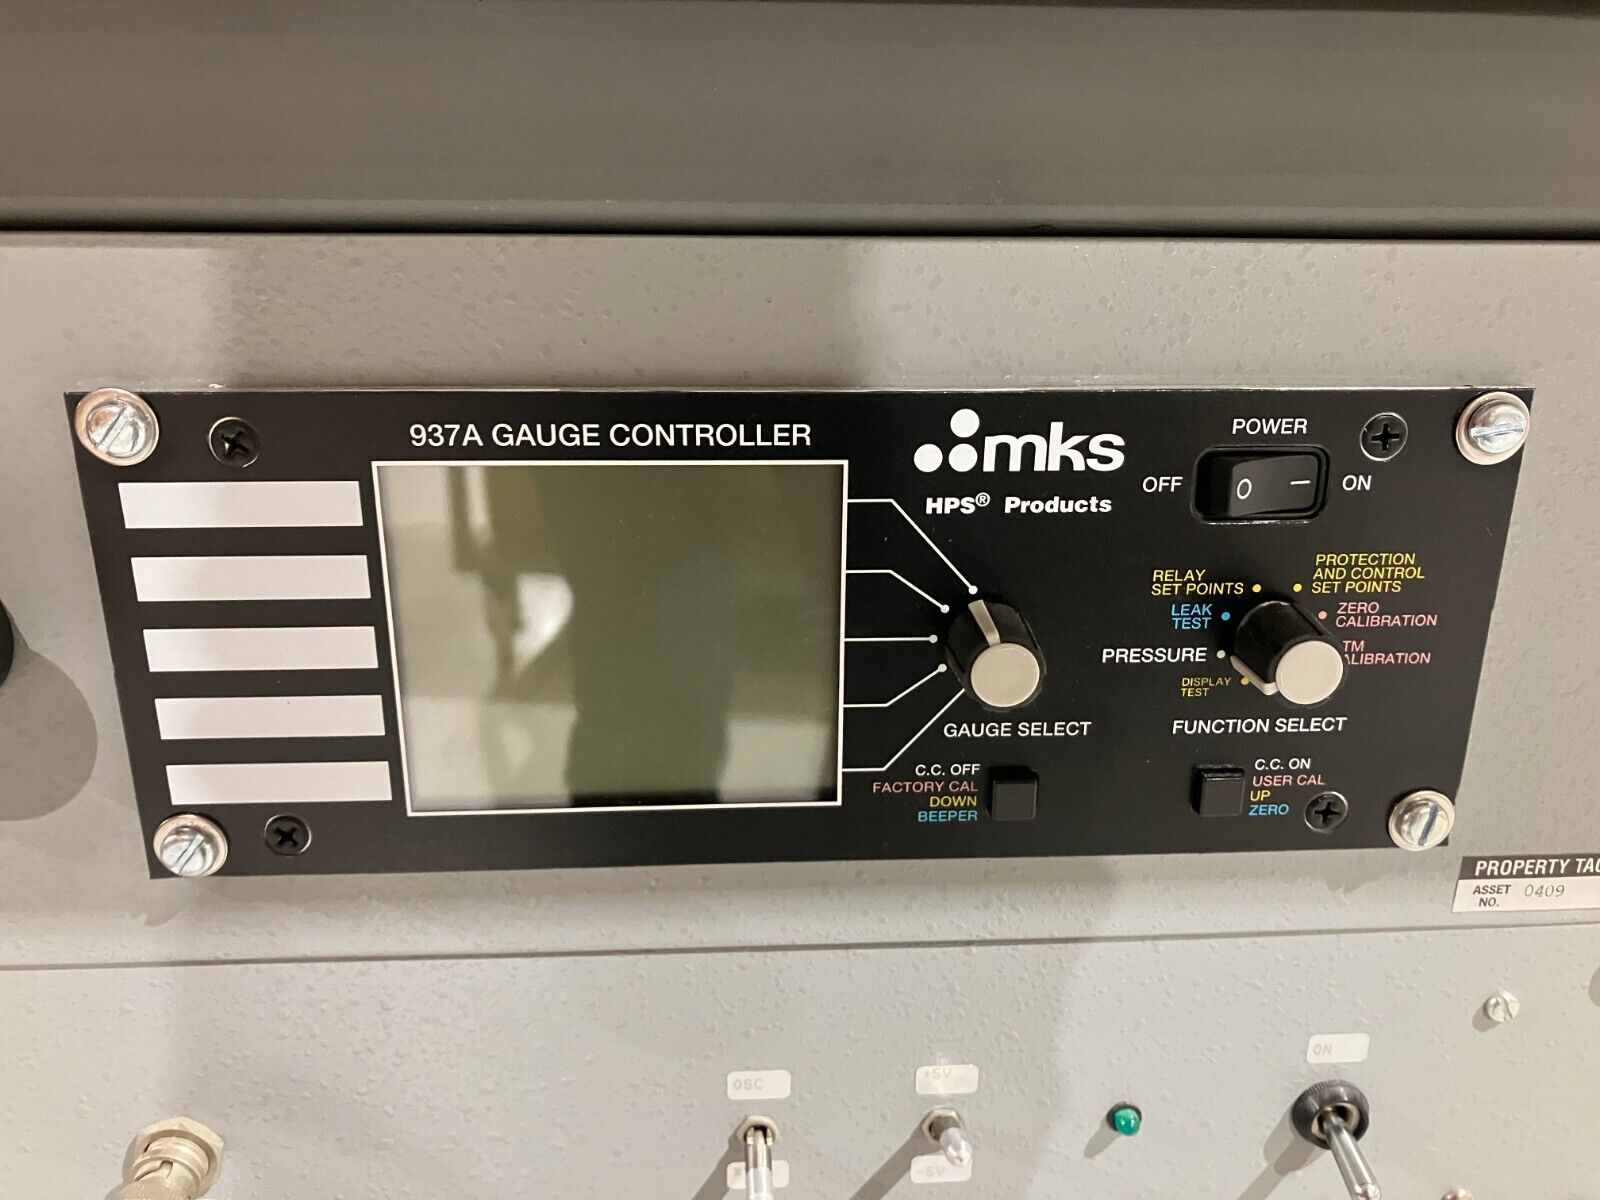 937A GAUGE CONTROLLER
mks
HPS® Products
POWER
OFF
O
ON
RELAY
SET POINTS
PROTECTION
AND CONTROL
SET POINTS
LEAK
TEST
ZERO
CALIBRATION
PRESSURE
DISPLAY
TEST
GAUGE SELECT
FUNCTION SELECT
C.C. OFF
FACTORY CAL
DOWN
BEEPER
C.C. ON
USER CAL
UP
ZERO
PROPERTY
ASSET NO. 0409
OSC
+5V
-5V
ON